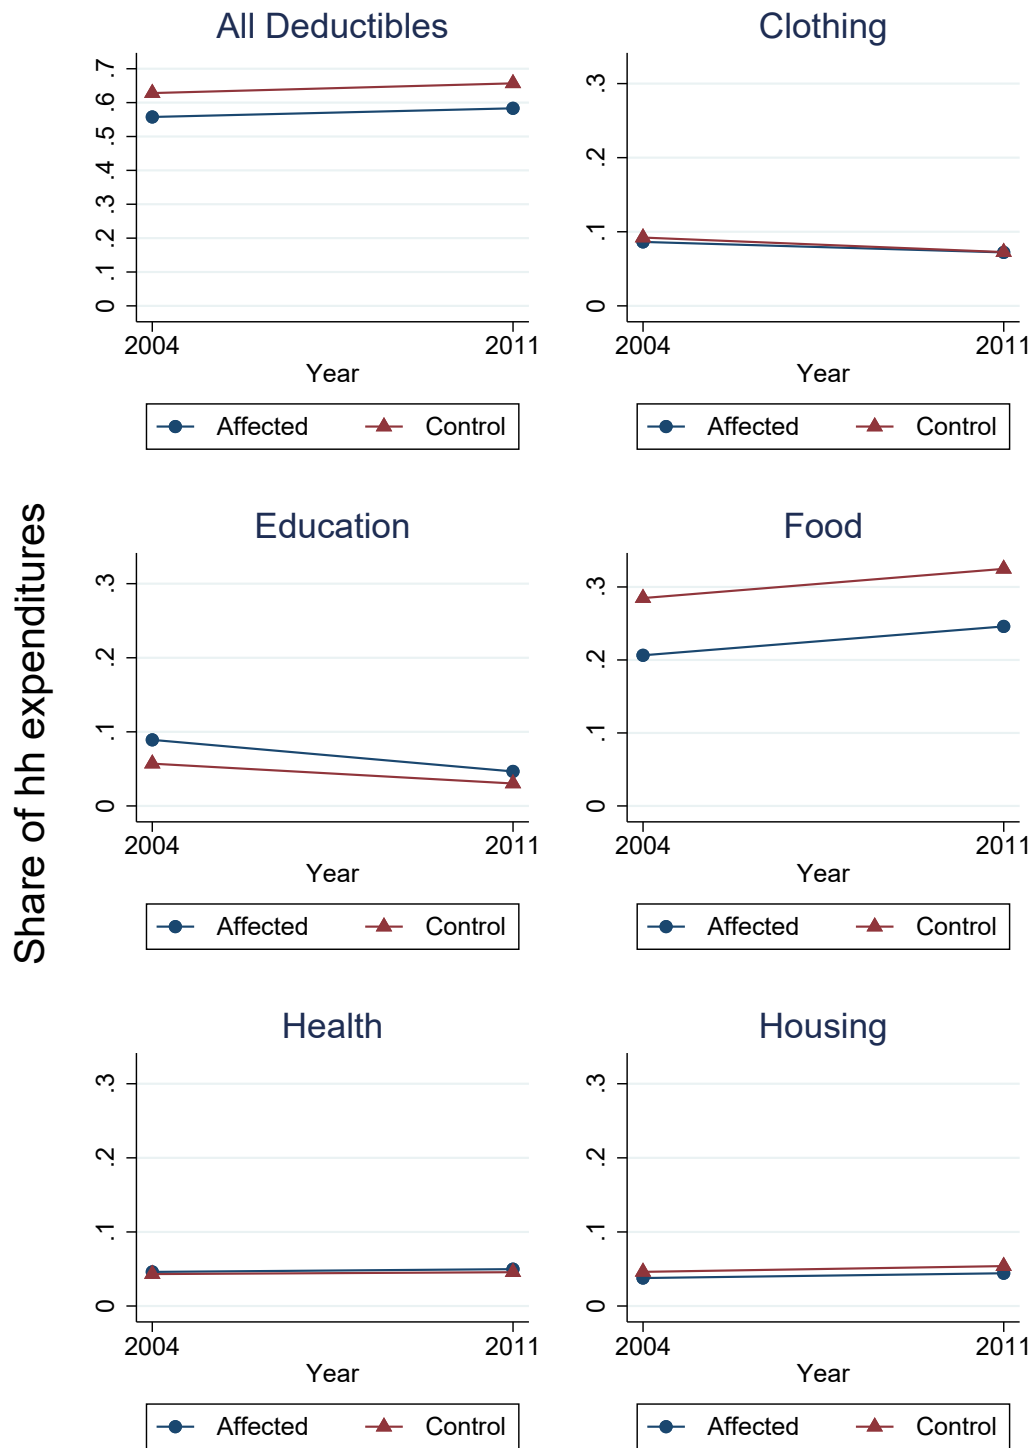 Share of hh expenditures
All Deductibles
.7
.6
.5
.4
.3
.2
.1
0
2004 2011
Year
Affected Control
Clothing
.3
.2
.1
0
2004 2011
Year
Affected Control
Education
.3
.2
.1
0
2004 2011
Year
Affected Control
Food
.3
.2
.1
0
2004 2011
Year
Affected Control
Health
.3
.2
.1
0
2004 2011
Year
Affected Control
Housing
.3
.2
.1
0
2004 2011
Year
Affected Control